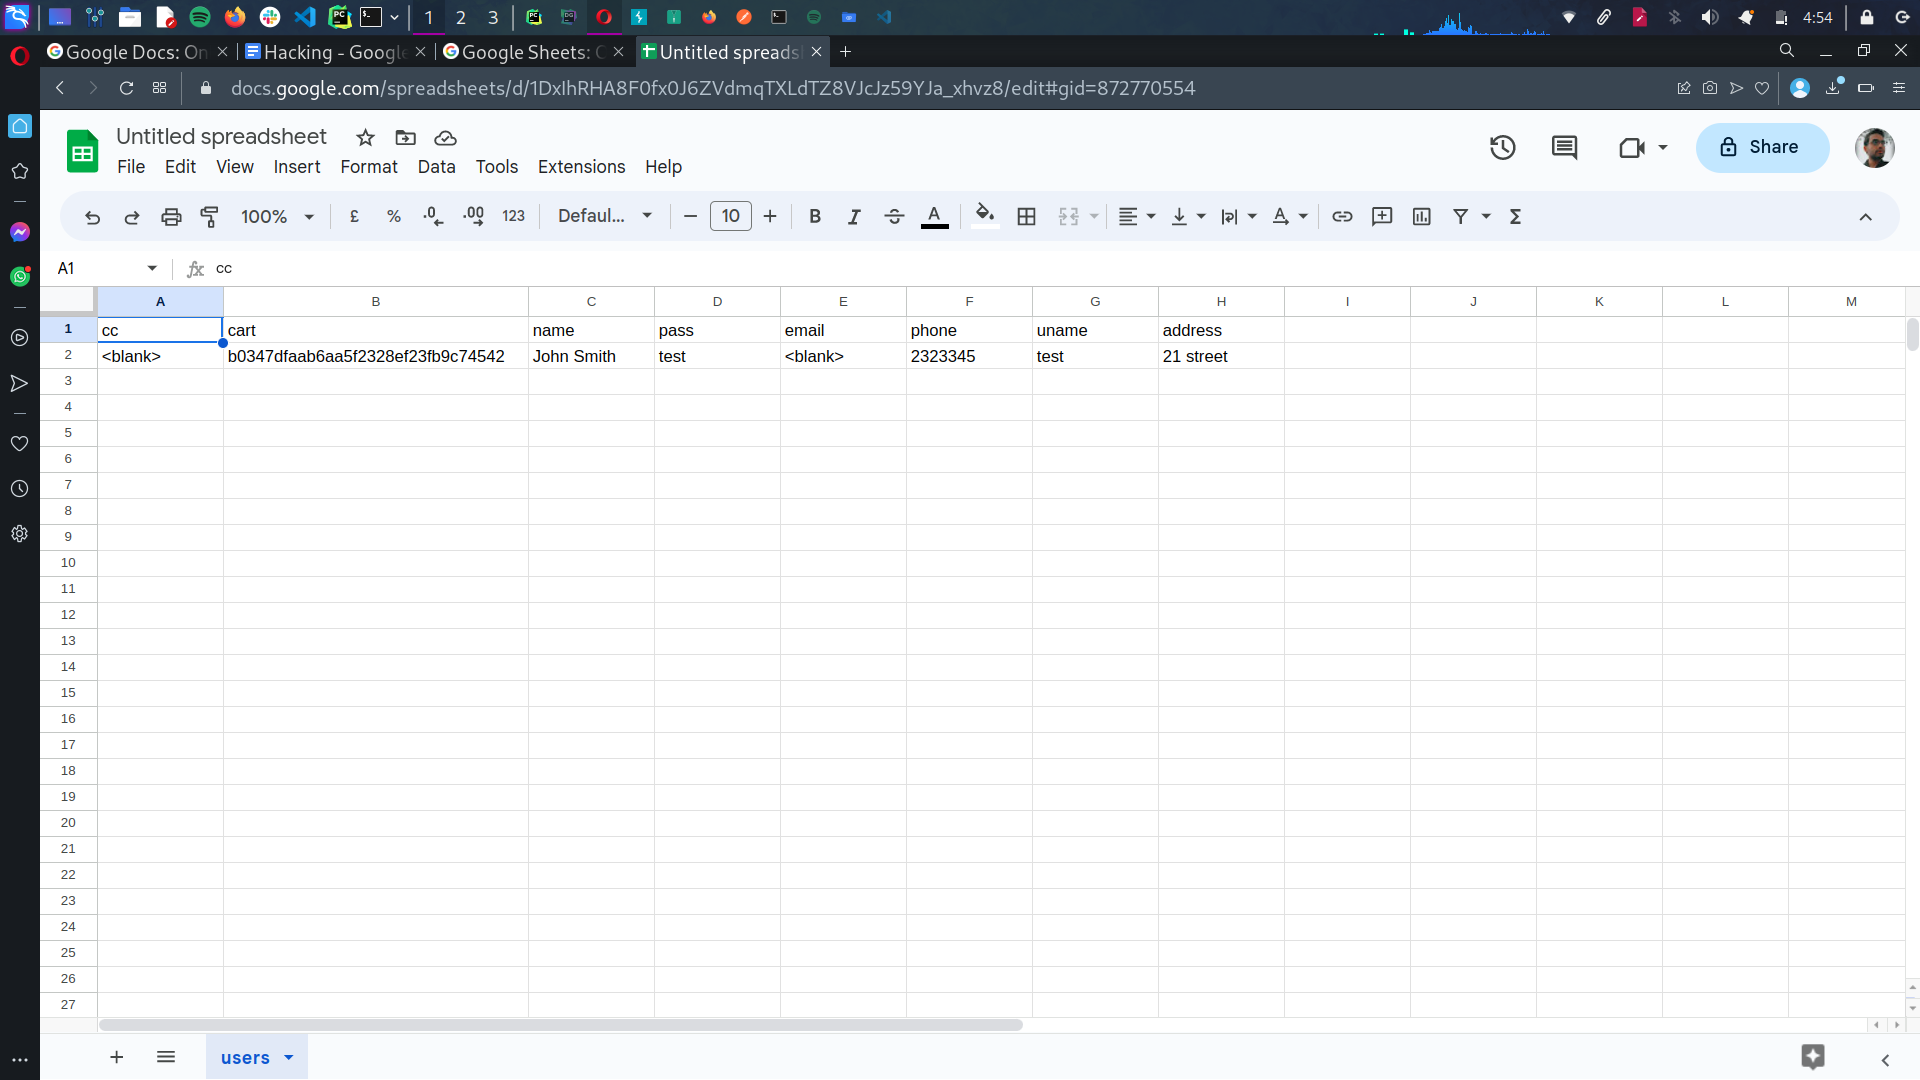 1 2 3 4:54
Google Docs: On Hacking - Google Google Sheets: C Untitled spreads
docs.google.com/spreadsheets/d/1DxIhRHA8F0fx0J6ZVdmqTXLdTZ8VJcJz59YJa_xhvz8/edit#gid=872770554
Untitled spreadsheet
File Edit View Insert Format Data Tools Extensions Help
Share
100% £ % .0 .00 123 Defaul... 10 B I S A
A1 fx cc
A B C D E F G H I J K L M
1 cc cart name pass email phone uname address
2 <blank> b0347dfaab6aa5f2328ef23fb9c74542 John Smith test <blank> 2323345 test 21 street
3
4
5
6
7
8
9
10
11
12
13
14
15
16
17
18
19
20
21
22
23
24
25
26
27
users